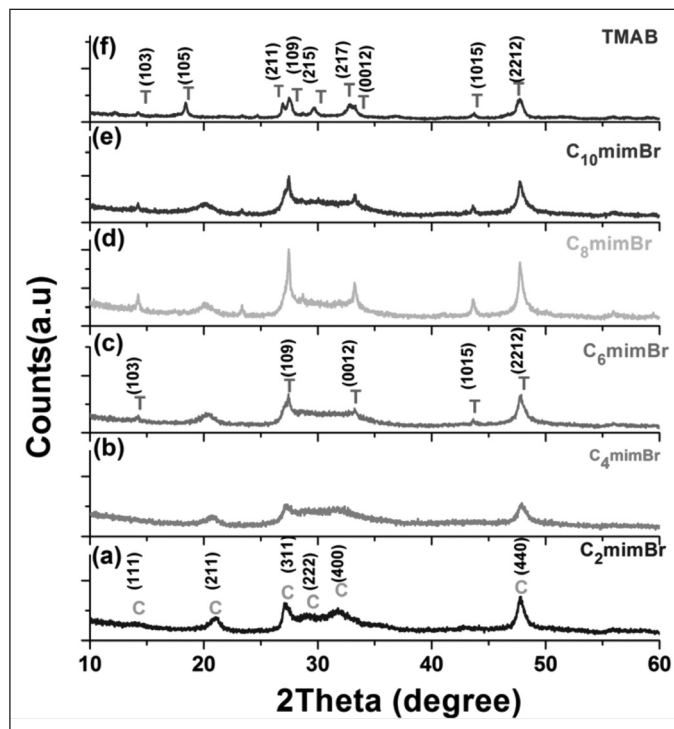 Counts(a.u)
(f)
TMAB
(103)
(105)
(211)
(109)
(215)
(217)
(0012)
(1015)
(2212)
T
T
T
T
T
T
T
T
T
(e)
C10mimBr
(d)
C8mimBr
(c)
C6mimBr
(103)
(109)
(0012)
(1015)
(2212)
T
T
T
T
T
(b)
C4mimBr
(a)
C2mimBr
(111)
(211)
(311)
(222)
(400)
(440)
C
C
C
C
C
C
10 20 30 40 50 60
2Theta (degree)